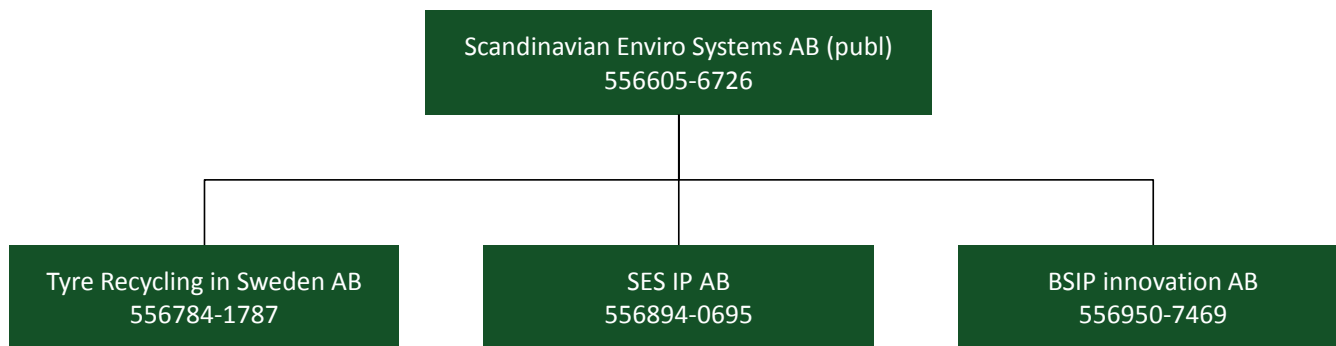 Scandinavian Enviro Systems AB (publ)
556605-6726
Tyre Recycling in Sweden AB
556784-1787
SES IP AB
556894-0695
BSIP innovation AB
556950-7469